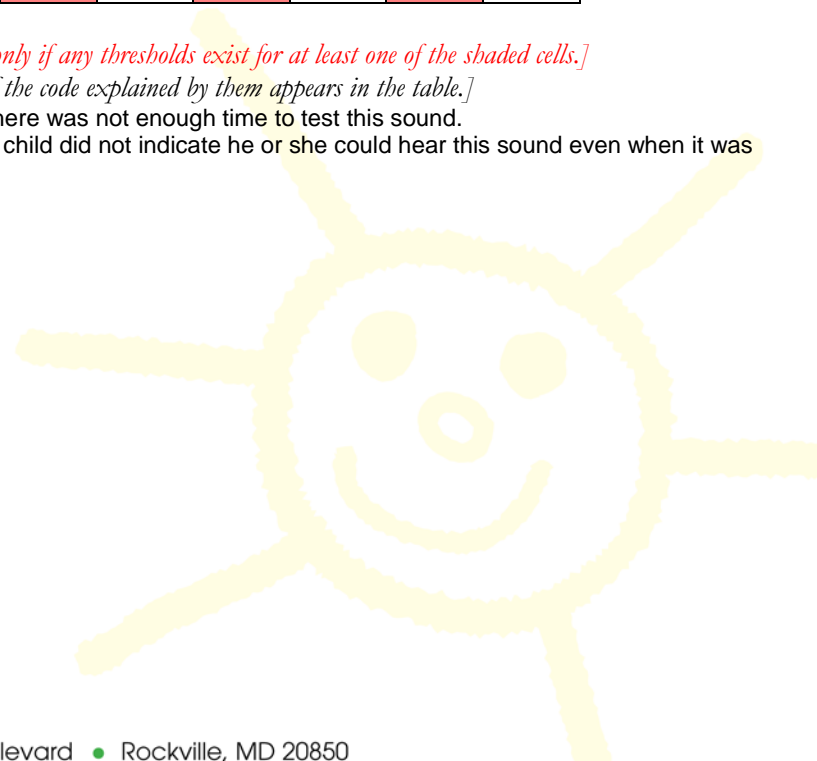 only if any thresholds exist for at least one of the shaded cells.]
f the code explained by them appears in the table.]
here was not enough time to test this sound.
child did not indicate he or she could hear this sound even when it was
levard • Rockville, MD 20850